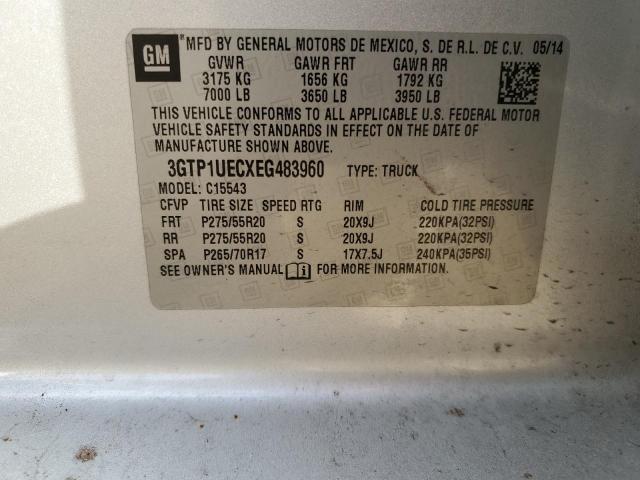 GM ® MFD BY GENERAL MOTORS DE MEXICO, S. DE R.L. DE C.V. 05/14
GVWR GAWR FRT GAWR RR
3175 KG 1656 KG 1792 KG
7000 LB 3650 LB 3950 LB
THIS VEHICLE CONFORMS TO ALL APPLICABLE U.S. FEDERAL MOTOR
VEHICLE SAFETY STANDARDS IN EFFECT ON THE DATE OF
MANUFACTURE SHOWN ABOVE.
3GTP1UECXEG483960 TYPE: TRUCK
MODEL: C15543
CFVP TIRE SIZE SPEED RTG RIM COLD TIRE PRESSURE
FRT P275/55R20 S 20X9J 220KPA(32PSI)
RR P275/55R20 S 20X9J 220KPA(32PSI)
SPA P265/70R17 S 17X7.5J 240KPA(35PSI)
SEE OWNER'S MANUAL i FOR MORE INFORMATION.